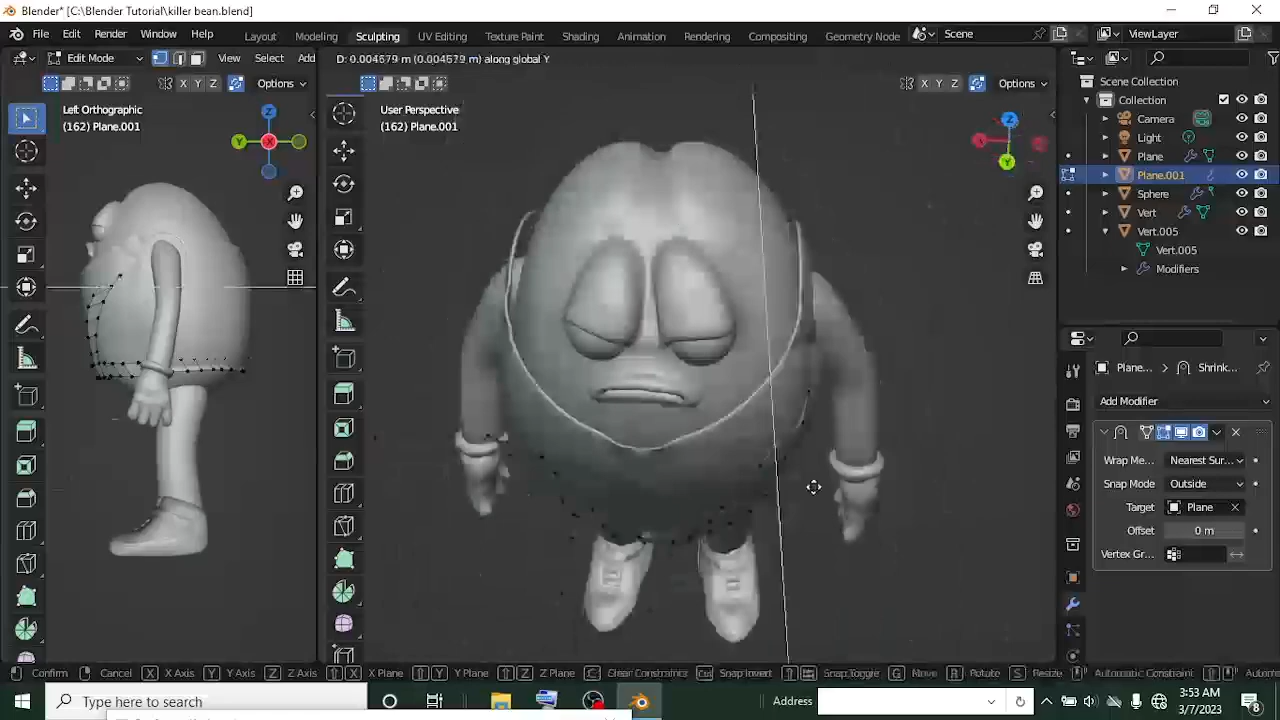 Blender* [C:\Blender Tutorial\killer bean.blend]
File Edit Render Window Help Layout Modeling Sculpting UV Editing Texture Paint Shading Animation Rendering Compositing Geometry Node Scene ViewLayer
Edit Mode View Select Add D: 0.004679 m (0.004679 m) along global Y
X Y Z Options X Y Z Options
Left Orthographic
(162) Plane.001
User Perspective
(162) Plane.001
Scene Collection
Collection
Camera
Light
Plane
Plane.001
Sphere
Vert
Vert.005
Vert.005
Modifiers
Plane... Shrink...
Add Modifier
Wrap Me... Nearest Sur...
Snap Mode Outside
Target Plane
Offset 0 m
Vertex Gr...
Confirm Cancel X X Axis Y Y Axis Z Z Axis X X Plane Y Y Plane Z Z Plane C Clear Constraints Snap Invert Snap Invert G Move R Rotate S Resize Automatic Constraint
Type here to search
Address
3:15 AM
3/7/2023